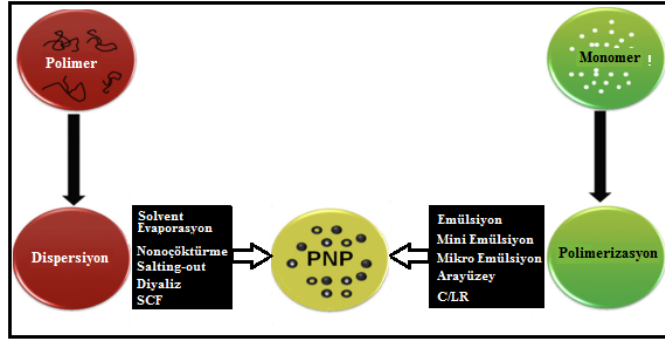 Polimer
Monomer
!
Dispersiyon
Solvent
Evaporasyon
Nonoçöktürme
Salting-out
Diyaliz
SCF
PNP
Emülsiyon
Mini Emülsiyon
Mikro Emülsiyon
Arayüzey
C/LR
Polimerizasyon